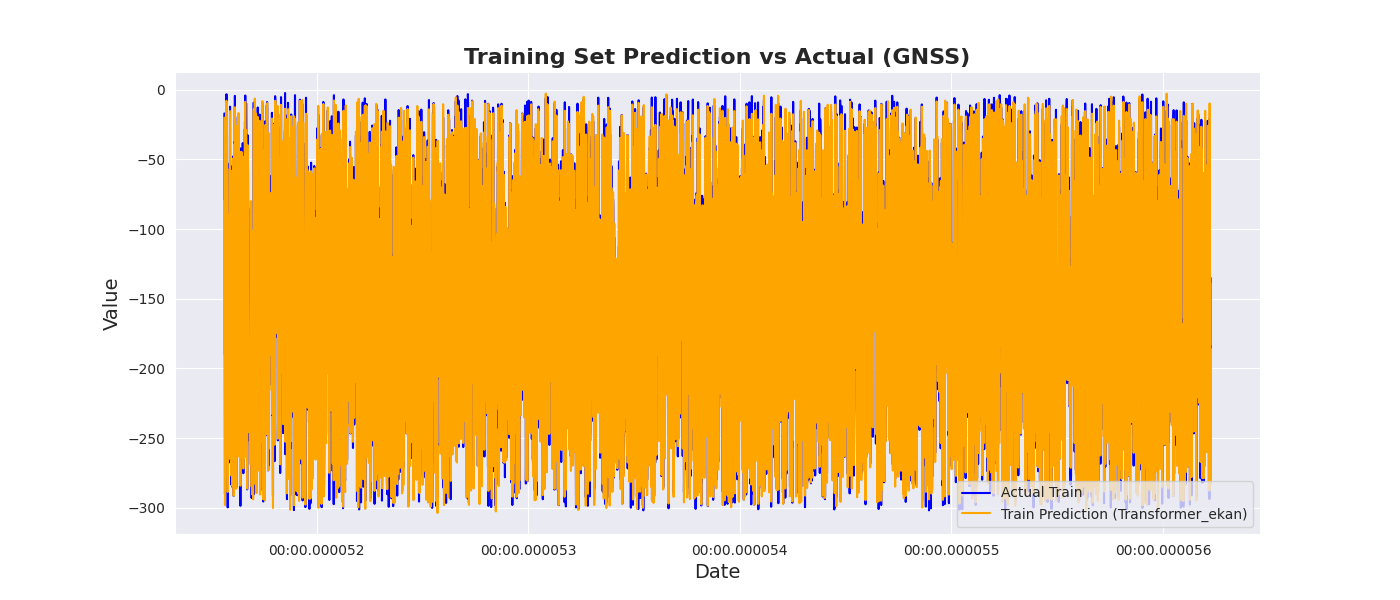 Training Set Prediction vs Actual (GNSS)
Value
0
−50
−100
−150
−200
−250
−300
Actual Train
Train Prediction (Transformer_ekan)
00:00.000052
00:00.000053
00:00.000054
00:00.000055
00:00.000056
Date